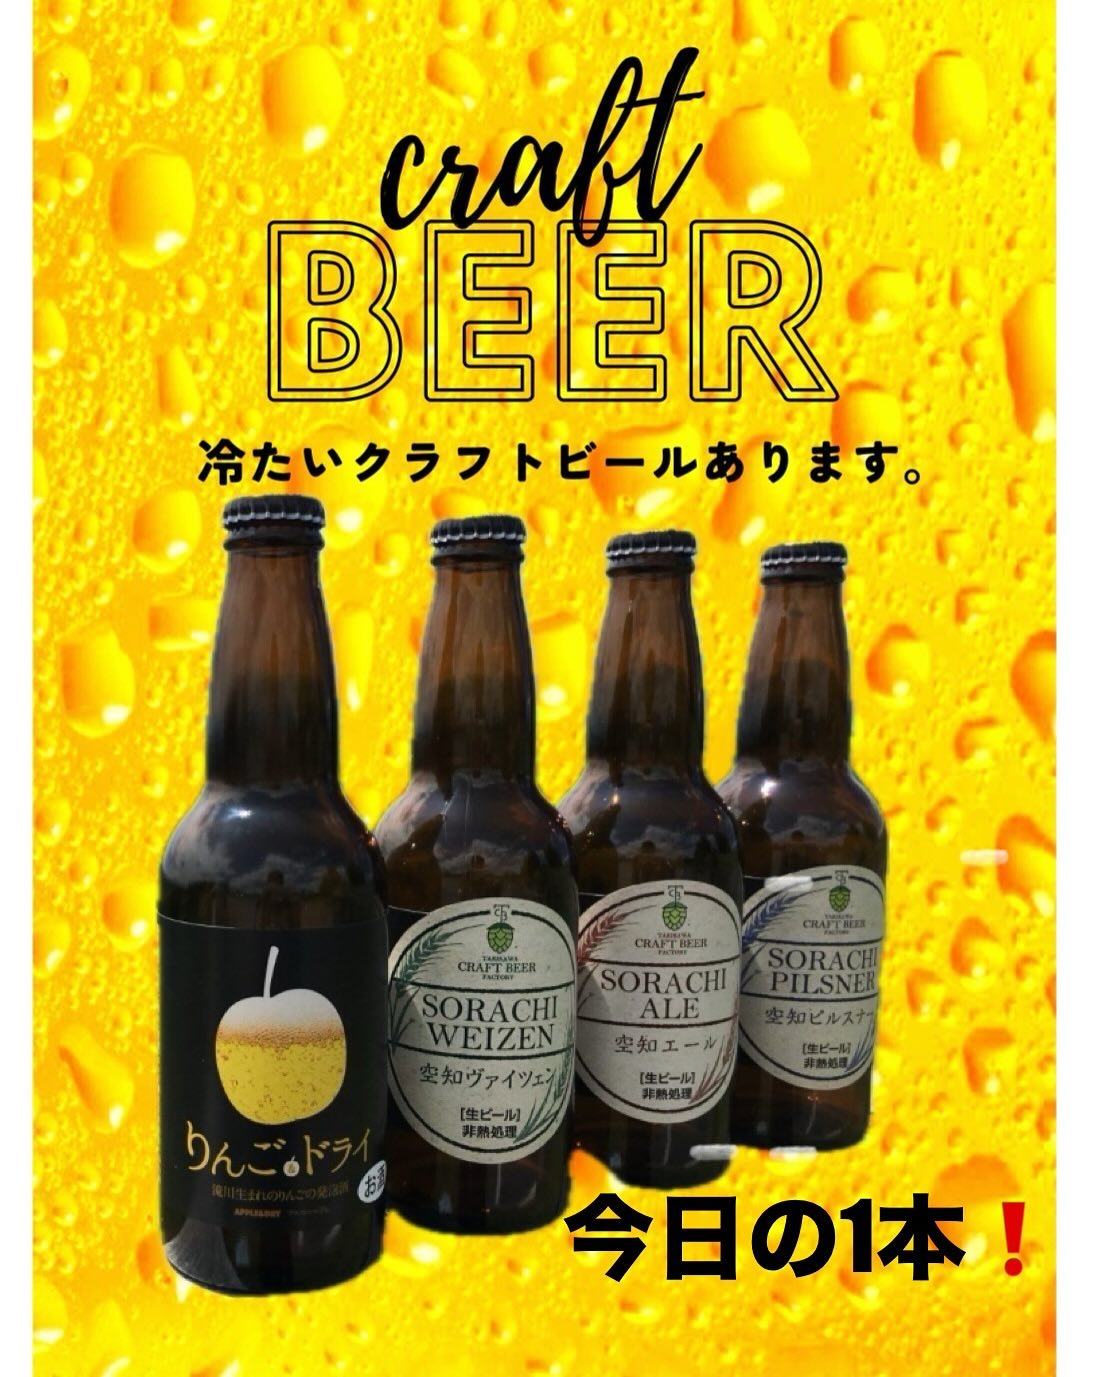 craft
BEER
冷たいクラフトビールあります。
りんご&ドライ
滝川生まれのりんごの発泡酒
APPLE&DRY
お酒
TAKIKAWA
CRAFT BEER
FACTORY
SORACHI
WEIZEN
空知ヴァイツェン
[生ビール]
非熱処理
TAKIKAWA
CRAFT BEER
FACTORY
SORACHI
ALE
空知エール
[生ビール]
非熱処理
TAKIKAWA
CRAFT BEER
FACTORY
SORACHI
PILSNER
空知ピルスナー
[生ビール]
非熱処理
今日の1本❗